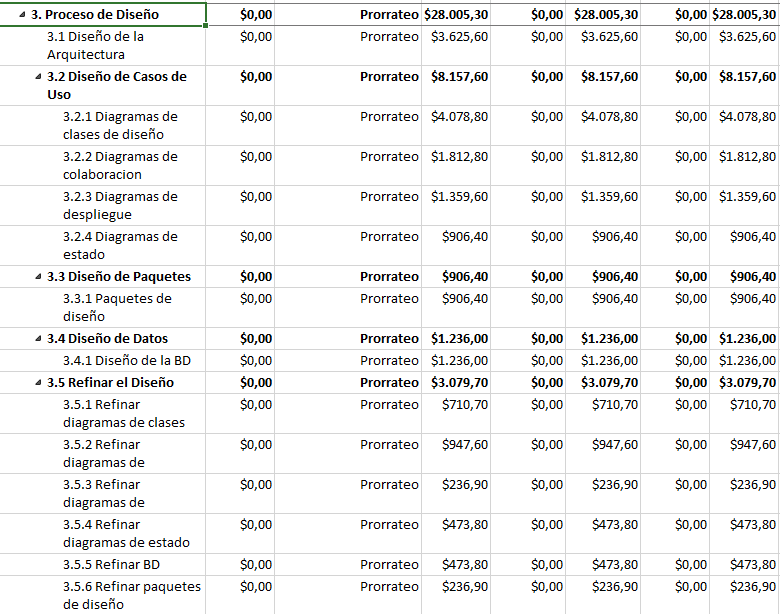 3. Proceso de Diseño $0,00 Prorrateo $28.005,30 $0,00 $28.005,30 $0,00 $28.005,30
3.1 Diseño de la $0,00 Prorrateo $3.625,60 $0,00 $3.625,60 $0,00 $3.625,60
Arquitectura
3.2 Diseño de Casos de $0,00 Prorrateo $8.157,60 $0,00 $8.157,60 $0,00 $8.157,60
Uso
3.2.1 Diagramas de $0,00 Prorrateo $4.078,80 $0,00 $4.078,80 $0,00 $4.078,80
clases de diseño
3.2.2 Diagramas de $0,00 Prorrateo $1.812,80 $0,00 $1.812,80 $0,00 $1.812,80
colaboracion
3.2.3 Diagramas de $0,00 Prorrateo $1.359,60 $0,00 $1.359,60 $0,00 $1.359,60
despliegue
3.2.4 Diagramas de $0,00 Prorrateo $906,40 $0,00 $906,40 $0,00 $906,40
estado
3.3 Diseño de Paquetes $0,00 Prorrateo $906,40 $0,00 $906,40 $0,00 $906,40
3.3.1 Paquetes de $0,00 Prorrateo $906,40 $0,00 $906,40 $0,00 $906,40
diseño
3.4 Diseño de Datos $0,00 Prorrateo $1.236,00 $0,00 $1.236,00 $0,00 $1.236,00
3.4.1 Diseño de la BD $0,00 Prorrateo $1.236,00 $0,00 $1.236,00 $0,00 $1.236,00
3.5 Refinar el Diseño $0,00 Prorrateo $3.079,70 $0,00 $3.079,70 $0,00 $3.079,70
3.5.1 Refinar $0,00 Prorrateo $710,70 $0,00 $710,70 $0,00 $710,70
diagramas de clases
3.5.2 Refinar $0,00 Prorrateo $947,60 $0,00 $947,60 $0,00 $947,60
diagramas de
3.5.3 Refinar $0,00 Prorrateo $236,90 $0,00 $236,90 $0,00 $236,90
diagramas de
3.5.4 Refinar $0,00 Prorrateo $473,80 $0,00 $473,80 $0,00 $473,80
diagramas de estado
3.5.5 Refinar BD $0,00 Prorrateo $473,80 $0,00 $473,80 $0,00 $473,80
3.5.6 Refinar paquetes $0,00 Prorrateo $236,90 $0,00 $236,90 $0,00 $236,90
de diseño